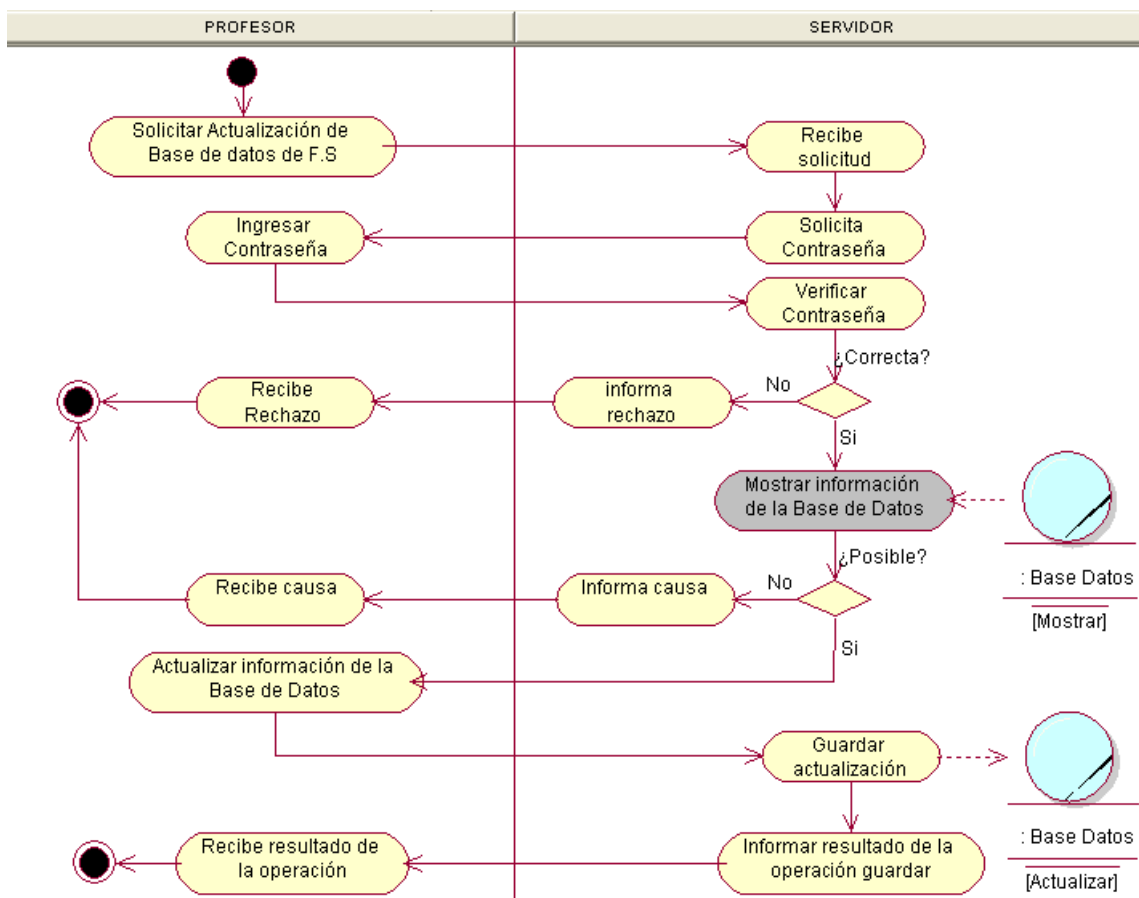 PROFESOR
SERVIDOR
Solicitar Actualización de
Base de datos de F.S
Recibe
solicitud
Ingresar
Contraseña
Solicita
Contraseña
Verificar
Contraseña
¿Correcta?
Recibe
Rechazo
informa
rechazo
No
Si
Mostrar información
de la Base de Datos
: Base Datos
[Mostrar]
¿Posible?
Recibe causa
Informa causa
No
Si
Actualizar información de la
Base de Datos
Guardar
actualización
: Base Datos
[Actualizar]
Recibe resultado de
la operación
Informar resultado de la
operación guardar